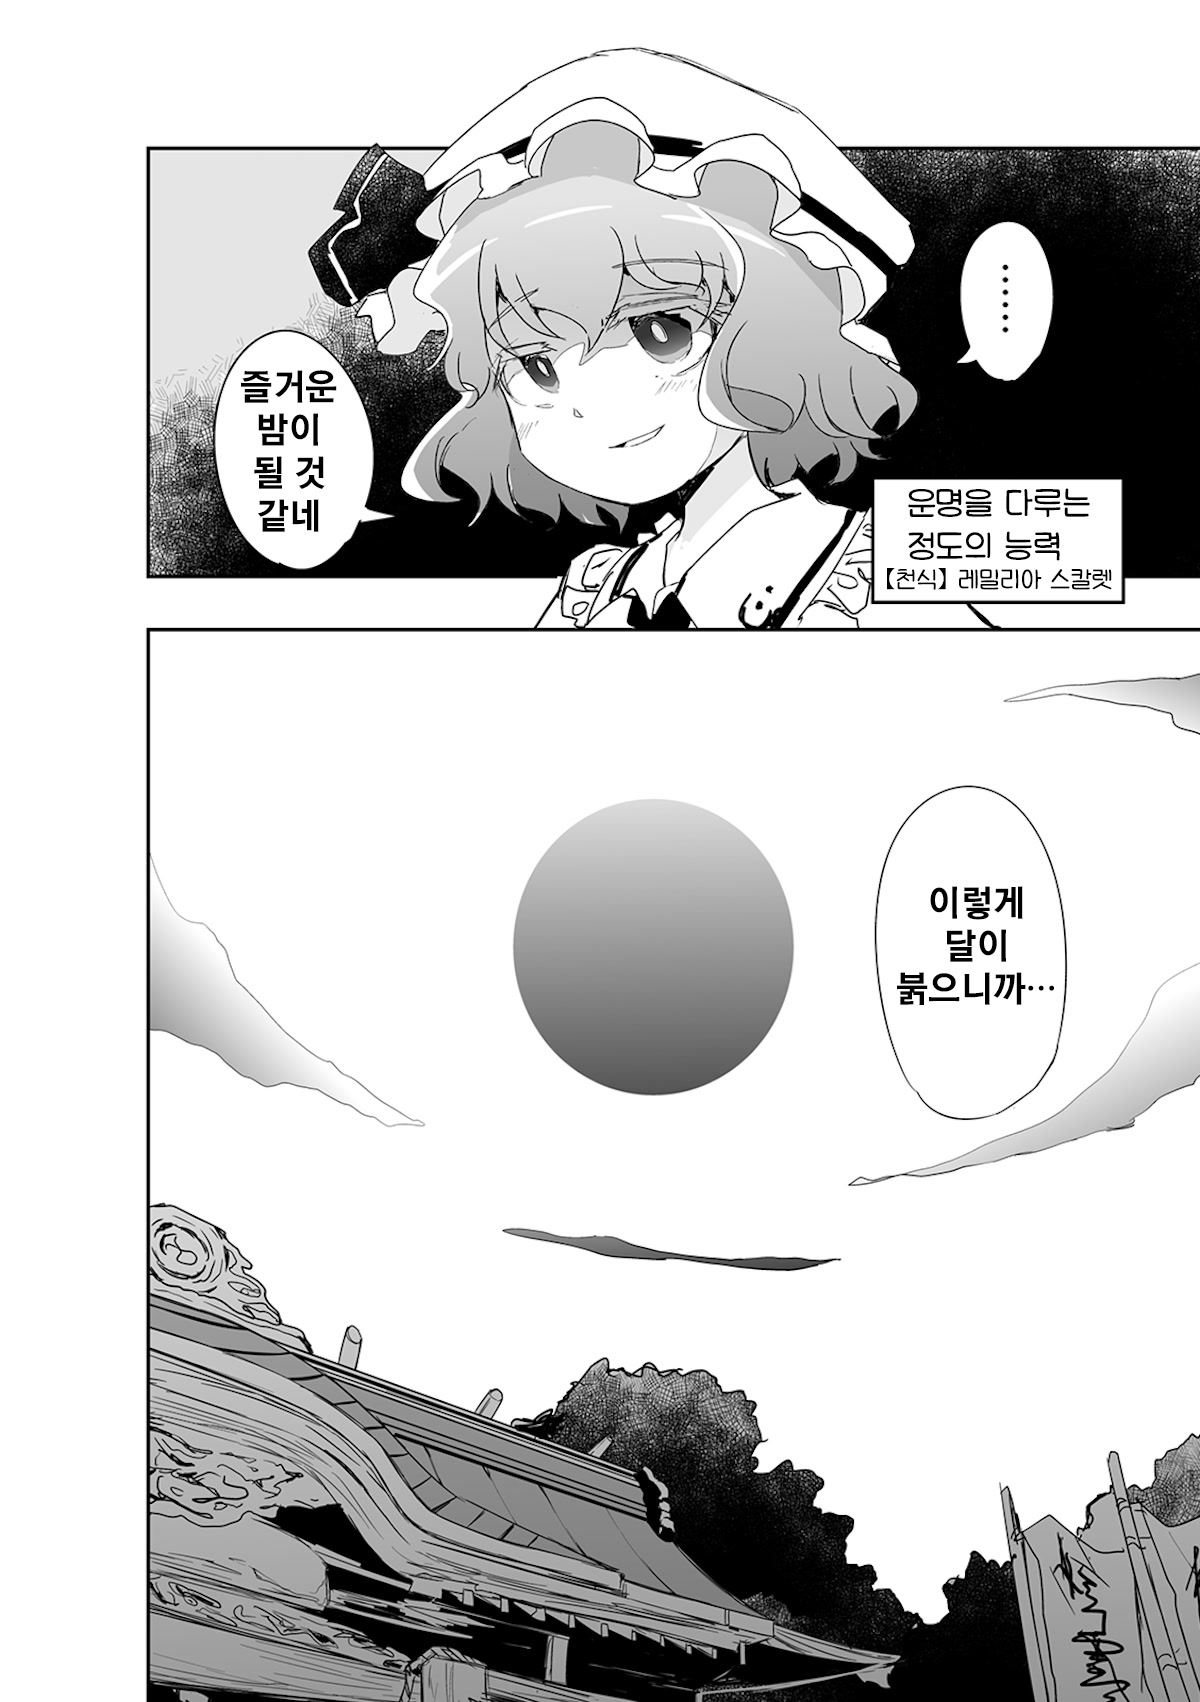 ……
운명을 다루는
정도의 능력
【천식】 레밀리아 스칼렛
즐거운
밤이
될 것
같네
이렇게
달이
붉으니까…